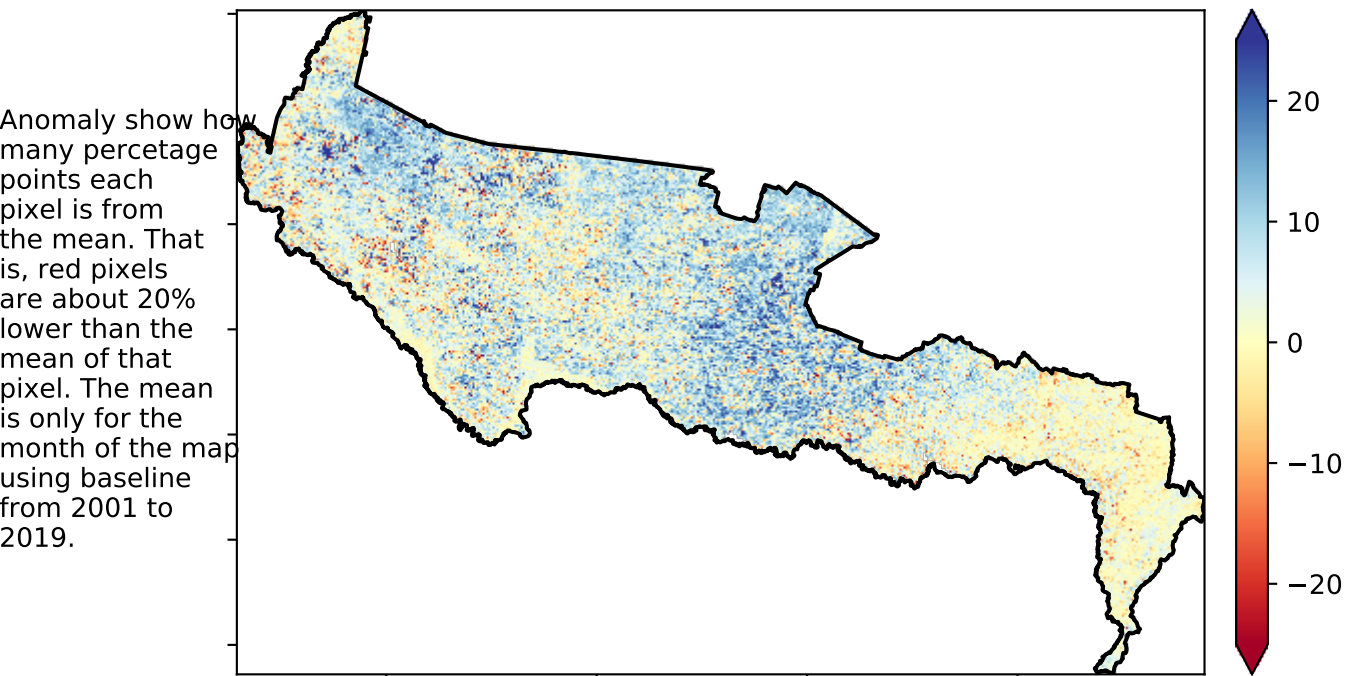 Anomaly show how
many percetage
points each
pixel is from
the mean. That
is, red pixels
are about 20%
lower than the
mean of that
pixel. The mean
is only for the
month of the map
using baseline
from 2001 to
2019.
20
10
0
−10
−20